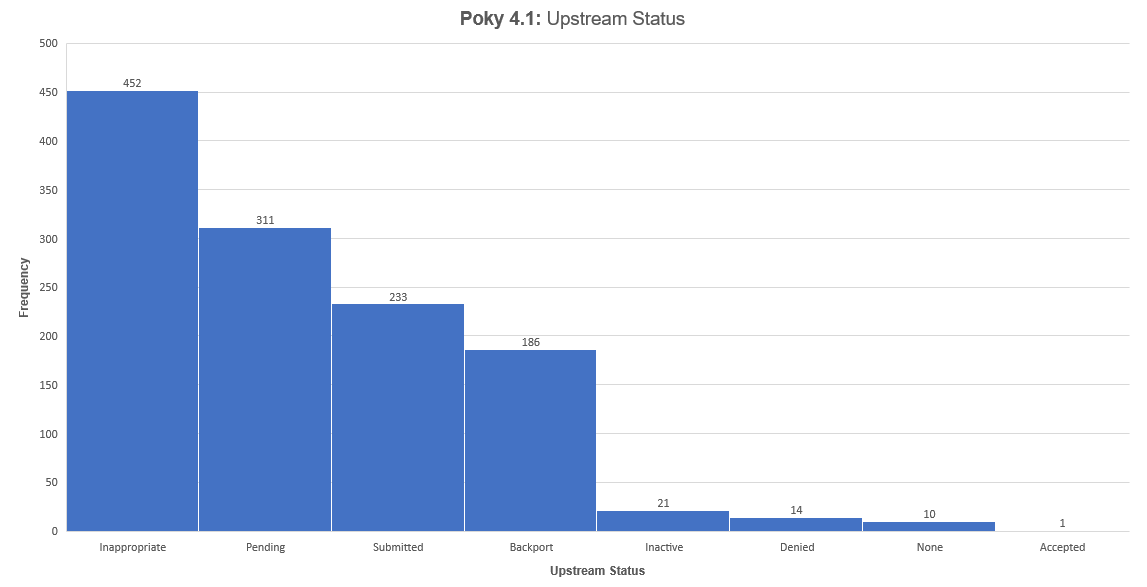 Poky 4.1: Upstream Status
500
450
400
350
300
250
200
150
100
50
0
Frequency
452
311
233
186
21
14
10
1
Inappropriate
Pending
Submitted
Backport
Inactive
Denied
None
Accepted
Upstream Status